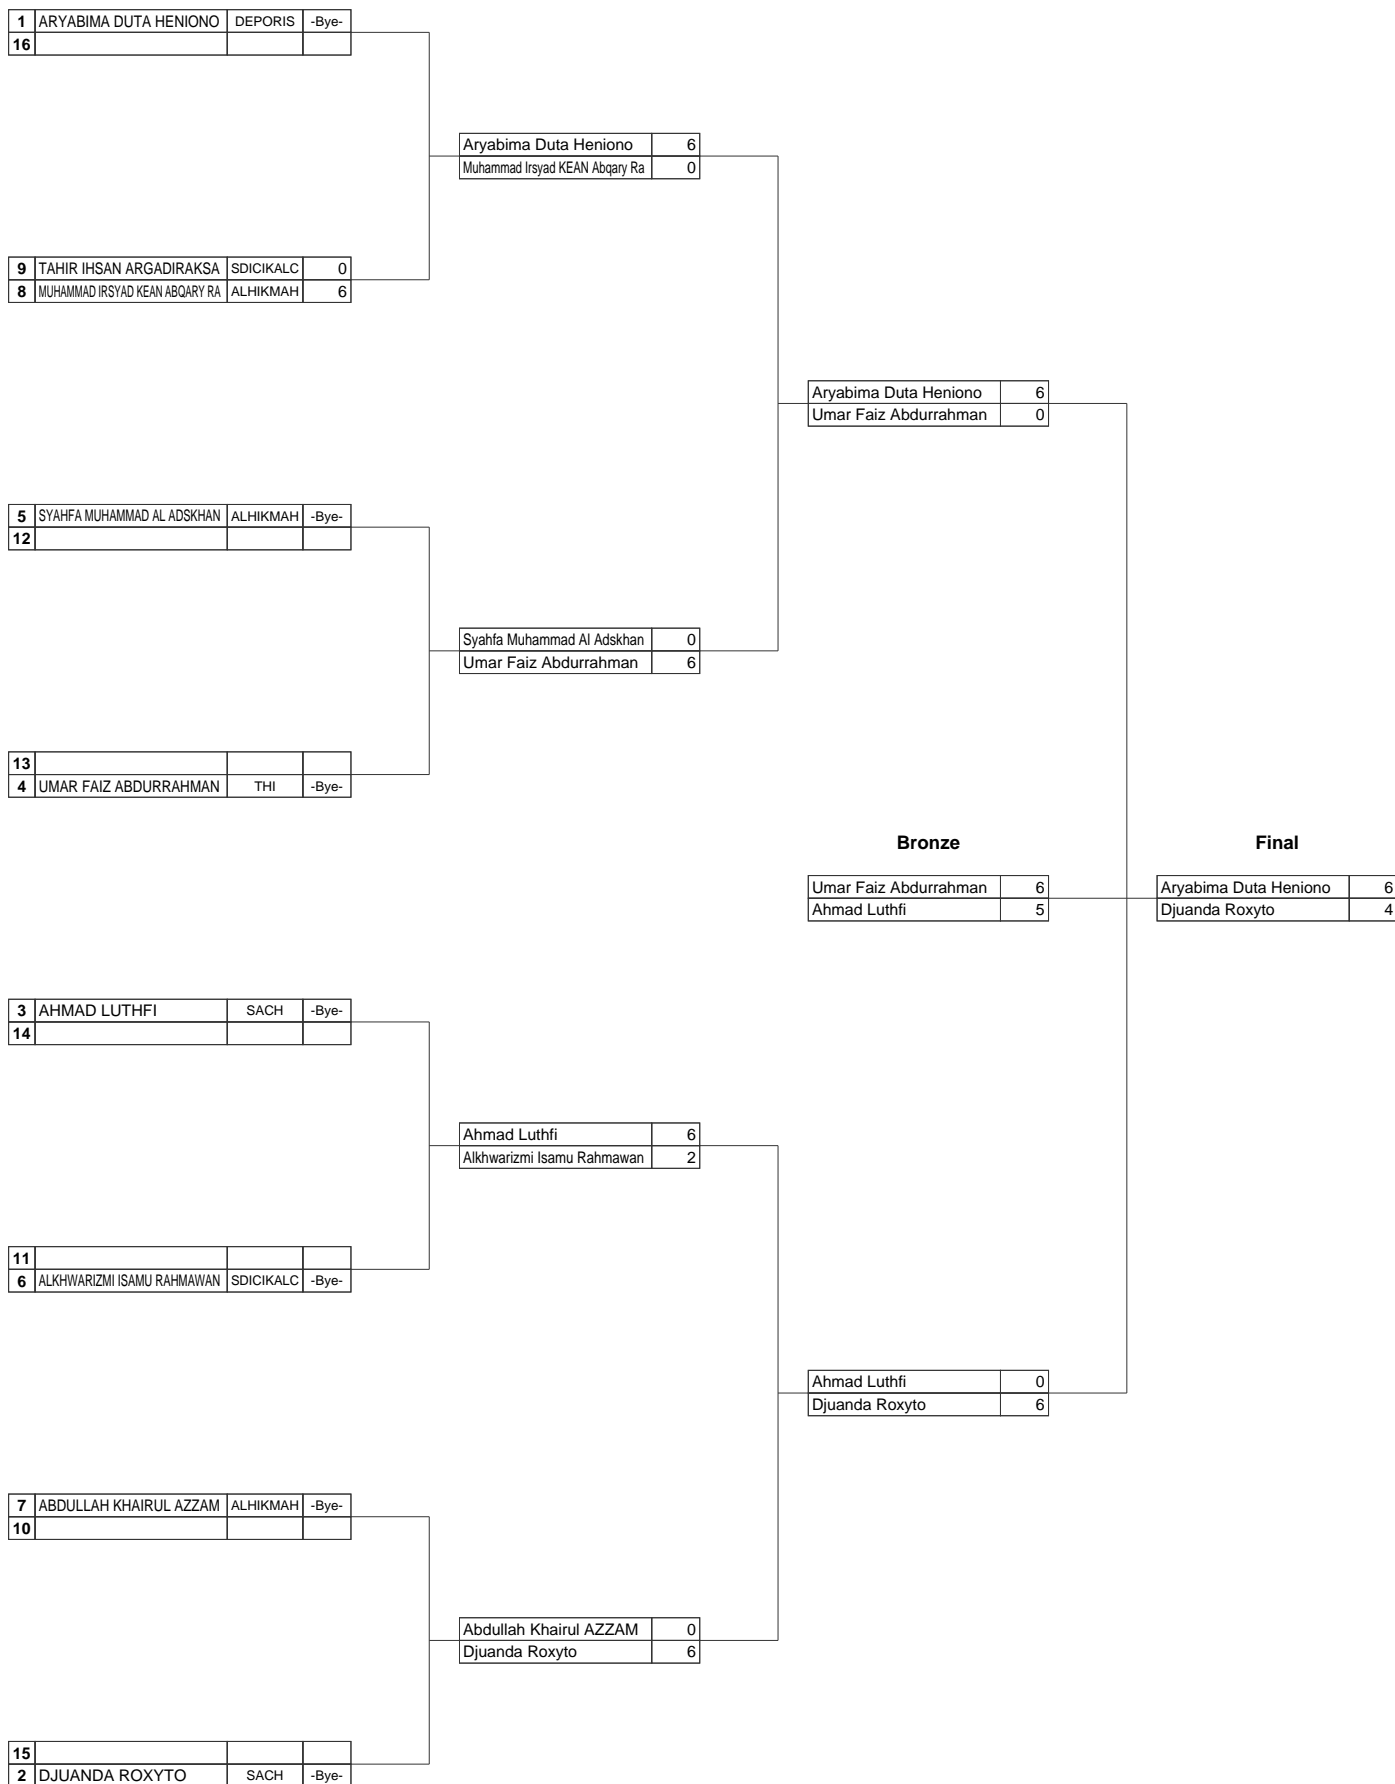 1 ARYABIMA DUTA HENIONO DEPORIS -Bye-
16
Aryabima Duta Heniono 6
Muhammad Irsyad KEAN Abqary Ra 0
9 TAHIR IHSAN ARGADIRAKSA SDICIKALC 0
8 MUHAMMAD IRSYAD KEAN ABQARY RA ALHIKMAH 6
Aryabima Duta Heniono 6
Umar Faiz Abdurrahman 0
5 SYAHFA MUHAMMAD AL ADSKHAN ALHIKMAH -Bye-
12
Syahfa Muhammad Al Adskhan 0
Umar Faiz Abdurrahman 6
13
4 UMAR FAIZ ABDURRAHMAN THI -Bye-
Bronze Final
Umar Faiz Abdurrahman 6 Aryabima Duta Heniono 6
Ahmad Luthfi 5 Djuanda Roxyto 4
3 AHMAD LUTHFI SACH -Bye-
14
Ahmad Luthfi 6
Alkhwarizmi Isamu Rahmawan 2
11
6 ALKHWARIZMI ISAMU RAHMAWAN SDICIKALC -Bye-
Ahmad Luthfi 0
Djuanda Roxyto 6
7 ABDULLAH KHAIRUL AZZAM ALHIKMAH -Bye-
10
Abdullah Khairul AZZAM 0
Djuanda Roxyto 6
15
2 DJUANDA ROXYTO SACH -Bye-